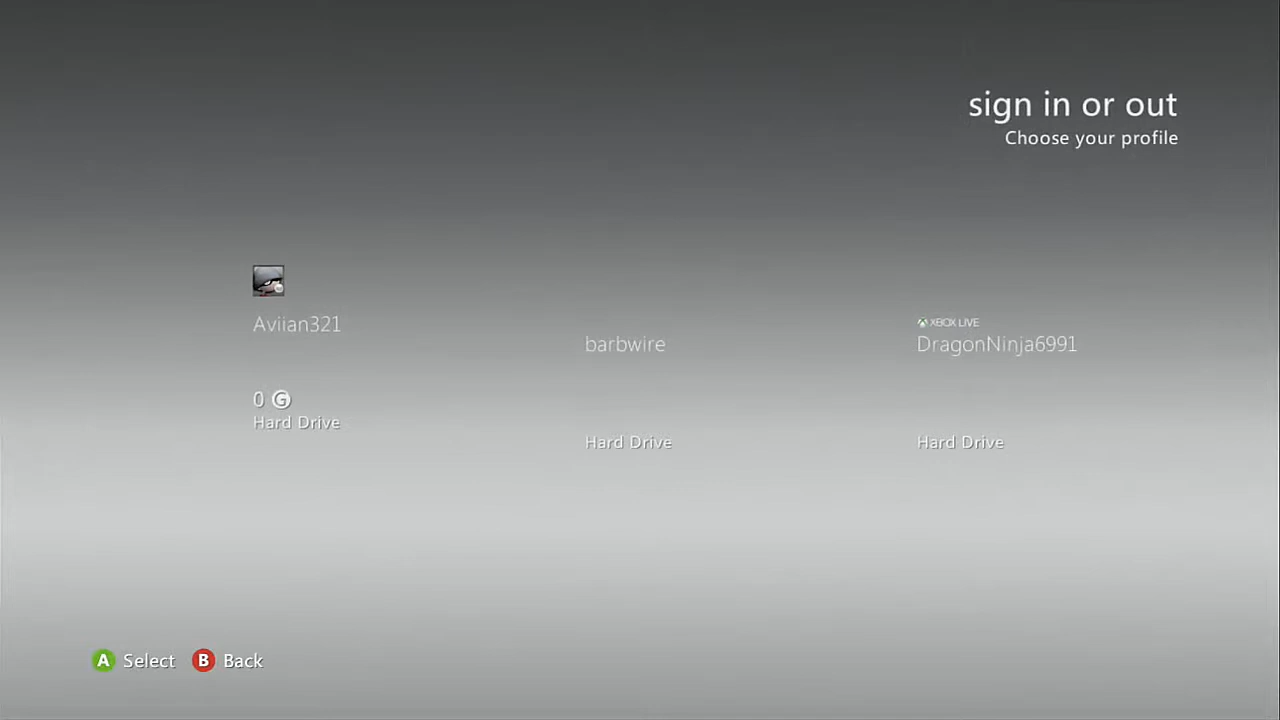 sign in or out
Choose your profile
Aviian321
0 G
Hard Drive
barbwire
Hard Drive
XBOX LIVE
DragonNinja6991
Hard Drive
A Select B Back